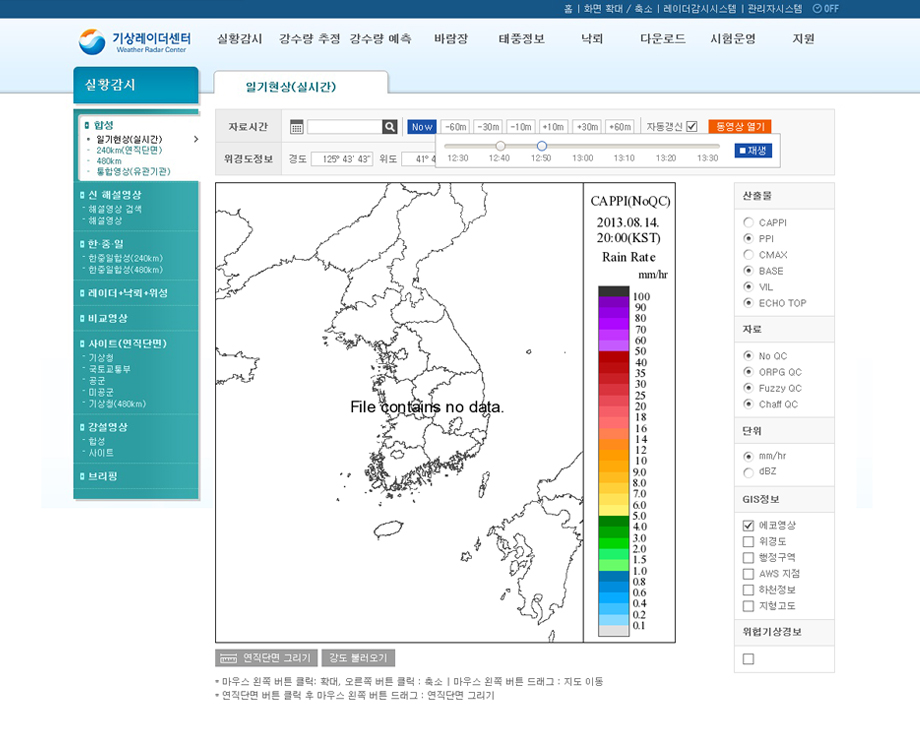 홈 | 화면 확대 / 축소 | 레이더감시시스템 | 관리자시스템 OFF
기상레이더센터
Weather Radar Center
실황감시 강수량 추정 강수량 예측 바람장 태풍정보 낙뢰 다운로드 시험운영 지원
실황감시
일기현상(실시간)
합성
일기현상(실시간)
240km(연직단면)
480km
통합영상(유관기관)
신 해설영상
해설영상 검색
해설영상
한·중·일
한중일합성(240km)
한중일합성(480km)
레이더+낙뢰+위성
비교영상
사이트(연직단면)
기상청
국토교통부
공군
미공군
기상청(480km)
강설영상
합성
사이트
브리핑
자료시간 Now -60m -30m -10m +10m +30m +60m 자동갱신 동영상 열기
위경도정보 경도 125° 43' 43" 위도 41° 4
12:30 12:40 12:50 13:00 13:10 13:20 13:30 재생
File contains no data.
CAPPI(NoQC)
2013.08.14.
20:00(KST)
Rain Rate
mm/hr
100
90
80
70
60
50
40
35
30
25
20
18
16
14
12
10
9.0
8.0
7.0
6.0
5.0
4.0
3.0
2.0
1.5
1.0
0.8
0.6
0.4
0.2
0.1
산출물
CAPPI
PPI
CMAX
BASE
VIL
ECHO TOP
자료
No QC
ORPG QC
Fuzzy QC
Chaff QC
단위
mm/hr
dBZ
GIS정보
에코영상
위경도
행정구역
AWS 지점
하천정보
지형고도
위험기상경보
연직단면 그리기 강도 불러오기
* 마우스 왼쪽 버튼 클릭: 확대, 오른쪽 버튼 클릭 : 축소 | 마우스 왼쪽 버튼 드래그 : 지도 이동
* 연직단면 버튼 클릭 후 마우스 왼쪽 버튼 드래그 : 연직단면 그리기